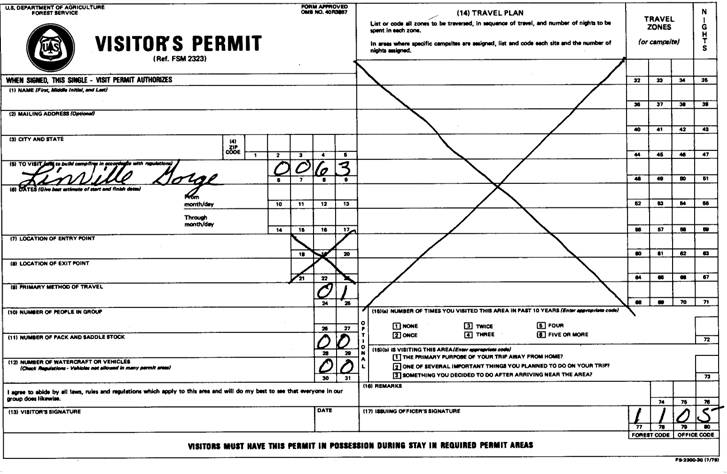 U.S. DEPARTMENT OF AGRICULTURE
FOREST SERVICE
FORM APPROVED
OMB NO. 40R3887
VISITOR'S PERMIT
(Ref. FSM 2323)
WHEN SIGNED, THIS SINGLE - VISIT PERMIT AUTHORIZES
(1) NAME (First, Middle Initial, and Last)
(2) MAILING ADDRESS (Optional)
(3) CITY AND STATE
(4) ZIP CODE
1 2 3 4 5
(5) TO VISIT (and to build campfires in accordance with regulations)
Linville Gorge
0 0 6 3
6 7 8 9
(6) DATES (Give best estimate of start and finish dates)
From month/day
10 11 12 13
Through month/day
14 15 16 17
(7) LOCATION OF ENTRY POINT
18 19 20
(8) LOCATION OF EXIT POINT
21 22 23
(9) PRIMARY METHOD OF TRAVEL
0 1
24 25
(10) NUMBER OF PEOPLE IN GROUP
26 27
(11) NUMBER OF PACK AND SADDLE STOCK
0 0
28 29
(12) NUMBER OF WATERCRAFT OR VEHICLES
(Check Regulations - Vehicles not allowed in many permit areas)
0 0
30 31
I agree to abide by all laws, rules and regulations which apply to this area and will do my best to see that everyone in our
group does likewise.
(13) VISITOR'S SIGNATURE
DATE
(14) TRAVEL PLAN
List or code all zones to be traversed, in sequence of travel, and number of nights to be
spent in each zone.
In areas where specific campsites are assigned, list and code each site and the number of
nights assigned.
TRAVEL
ZONES
(or campsite)
NIGHTS
32 33 34 35
36 37 38 39
40 41 42 43
44 45 46 47
48 49 50 51
52 53 54 55
56 57 58 59
60 61 62 63
64 65 66 67
68 69 70 71
OPTIONAL
(15)(a) NUMBER OF TIMES YOU VISITED THIS AREA IN PAST 10 YEARS (Enter appropriate code)
1 NONE 3 TWICE 5 FOUR
2 ONCE 4 THREE 6 FIVE OR MORE
72
(15)(b) IS VISITING THIS AREA (Enter appropriate code)
1 THE PRIMARY PURPOSE OF YOUR TRIP AWAY FROM HOME?
2 ONE OF SEVERAL IMPORTANT THINGS YOU PLANNED TO DO ON YOUR TRIP?
3 SOMETHING YOU DECIDED TO DO AFTER ARRIVING NEAR THE AREA?
73
(16) REMARKS
74 75 76
(17) ISSUING OFFICER'S SIGNATURE
1 1 0 5
77 78 79 80
FOREST CODE OFFICE CODE
VISITORS MUST HAVE THIS PERMIT IN POSSESSION DURING STAY IN REQUIRED PERMIT AREAS
FS-2300-30 (1/79)